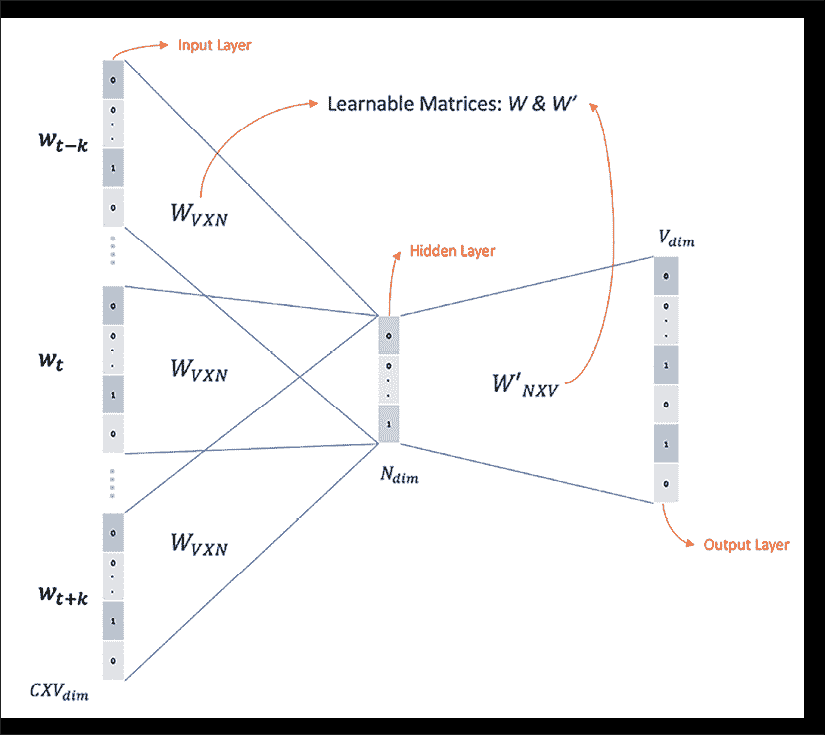 Input Layer
0
0
.
.
1
0
w_{t−k}
Learnable Matrices: W & W'
W_{VXN}
Hidden Layer
V_{dim}
0
0
.
.
1
0
w_t
W_{VXN}
0
0
.
.
1
N_{dim}
W'_{NXV}
0
0
.
.
1
0
1
0
Output Layer
0
0
.
.
1
0
w_{t+k}
W_{VXN}
CXV_{dim}